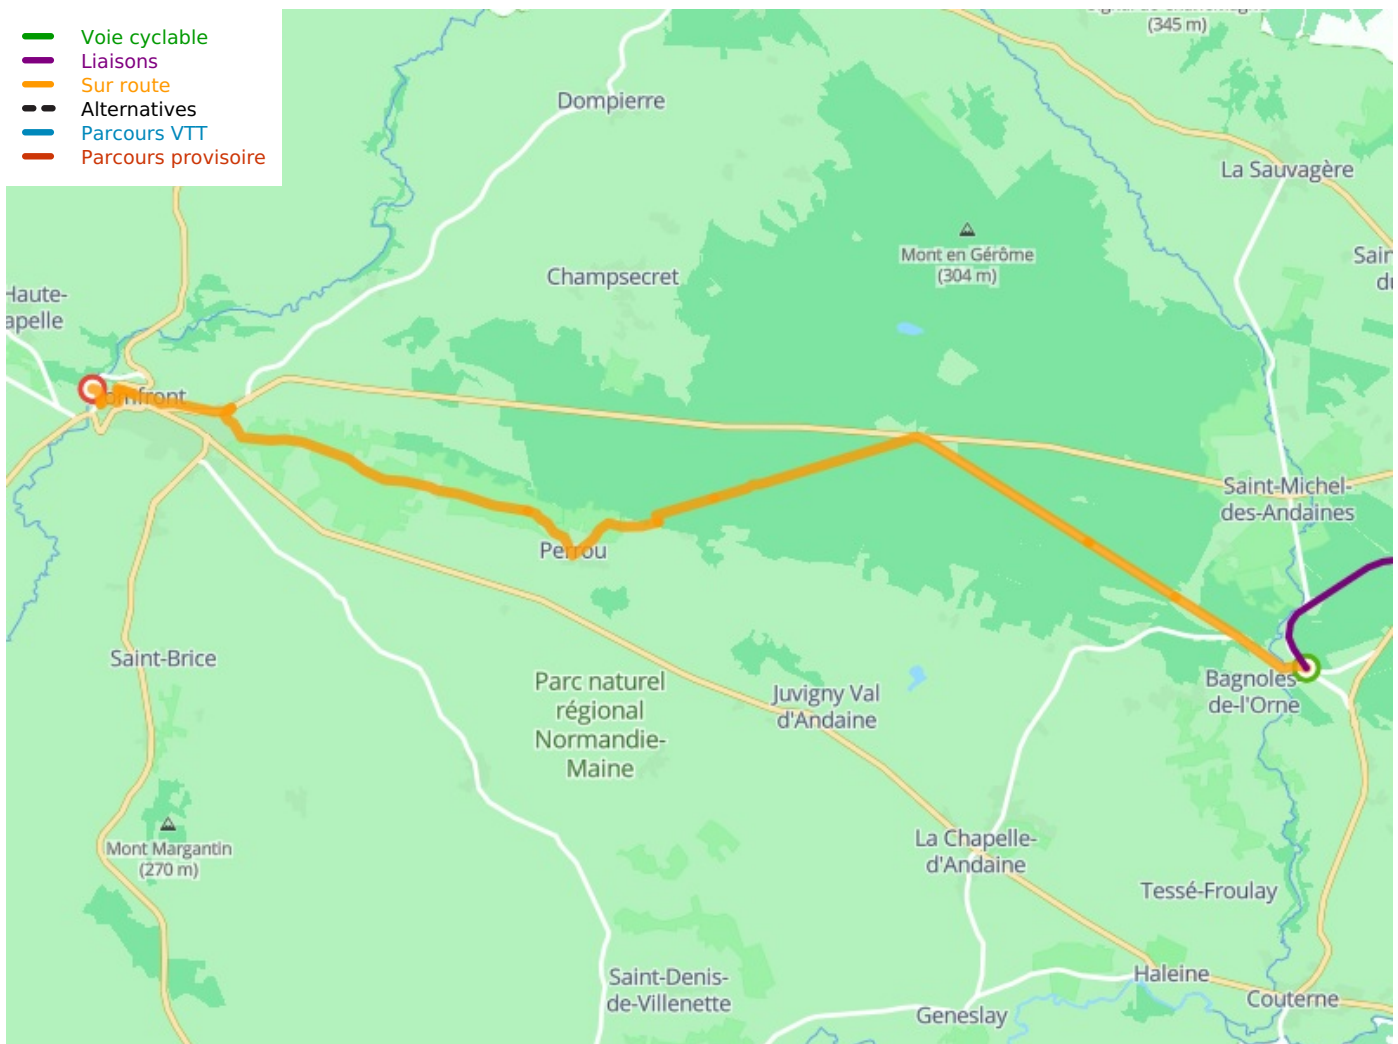 Voie cyclable
Liaisons
Sur route
Alternatives
Parcours VTT
Parcours provisoire
(345 m)
Dompierre
La Sauvagère
Mont en Gérôme
(304 m)
Champsecret
Haute-
apelle
Saint-Michel-
des-Andaines
Perrou
Saint-Brice
Parc naturel
régional
Normandie-
Maine
Juvigny Val
d'Andaine
Bagnoles-
de-l'Orne
Mont Margantin
(270 m)
La Chapelle-
d'Andaine
Tessé-Froulay
Saint-Denis-
de-Villenette
Haleine
Geneslay
Couterne